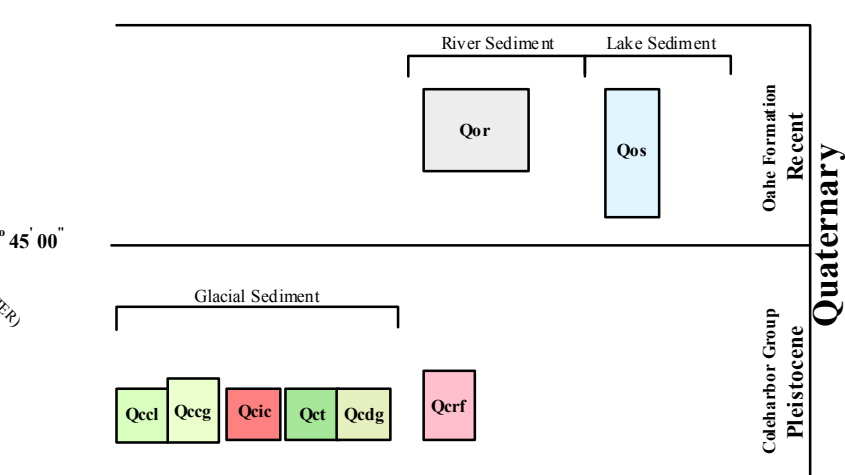 River Sediment Lake Sediment
Qor
Qos
Oahe Formation
Recent
° 45' 00"
Glacial Sediment
Qccl Qccg Qcic Qct Qcdg Qcrf
Coleharbor Group
Pleistocene
Quaternary